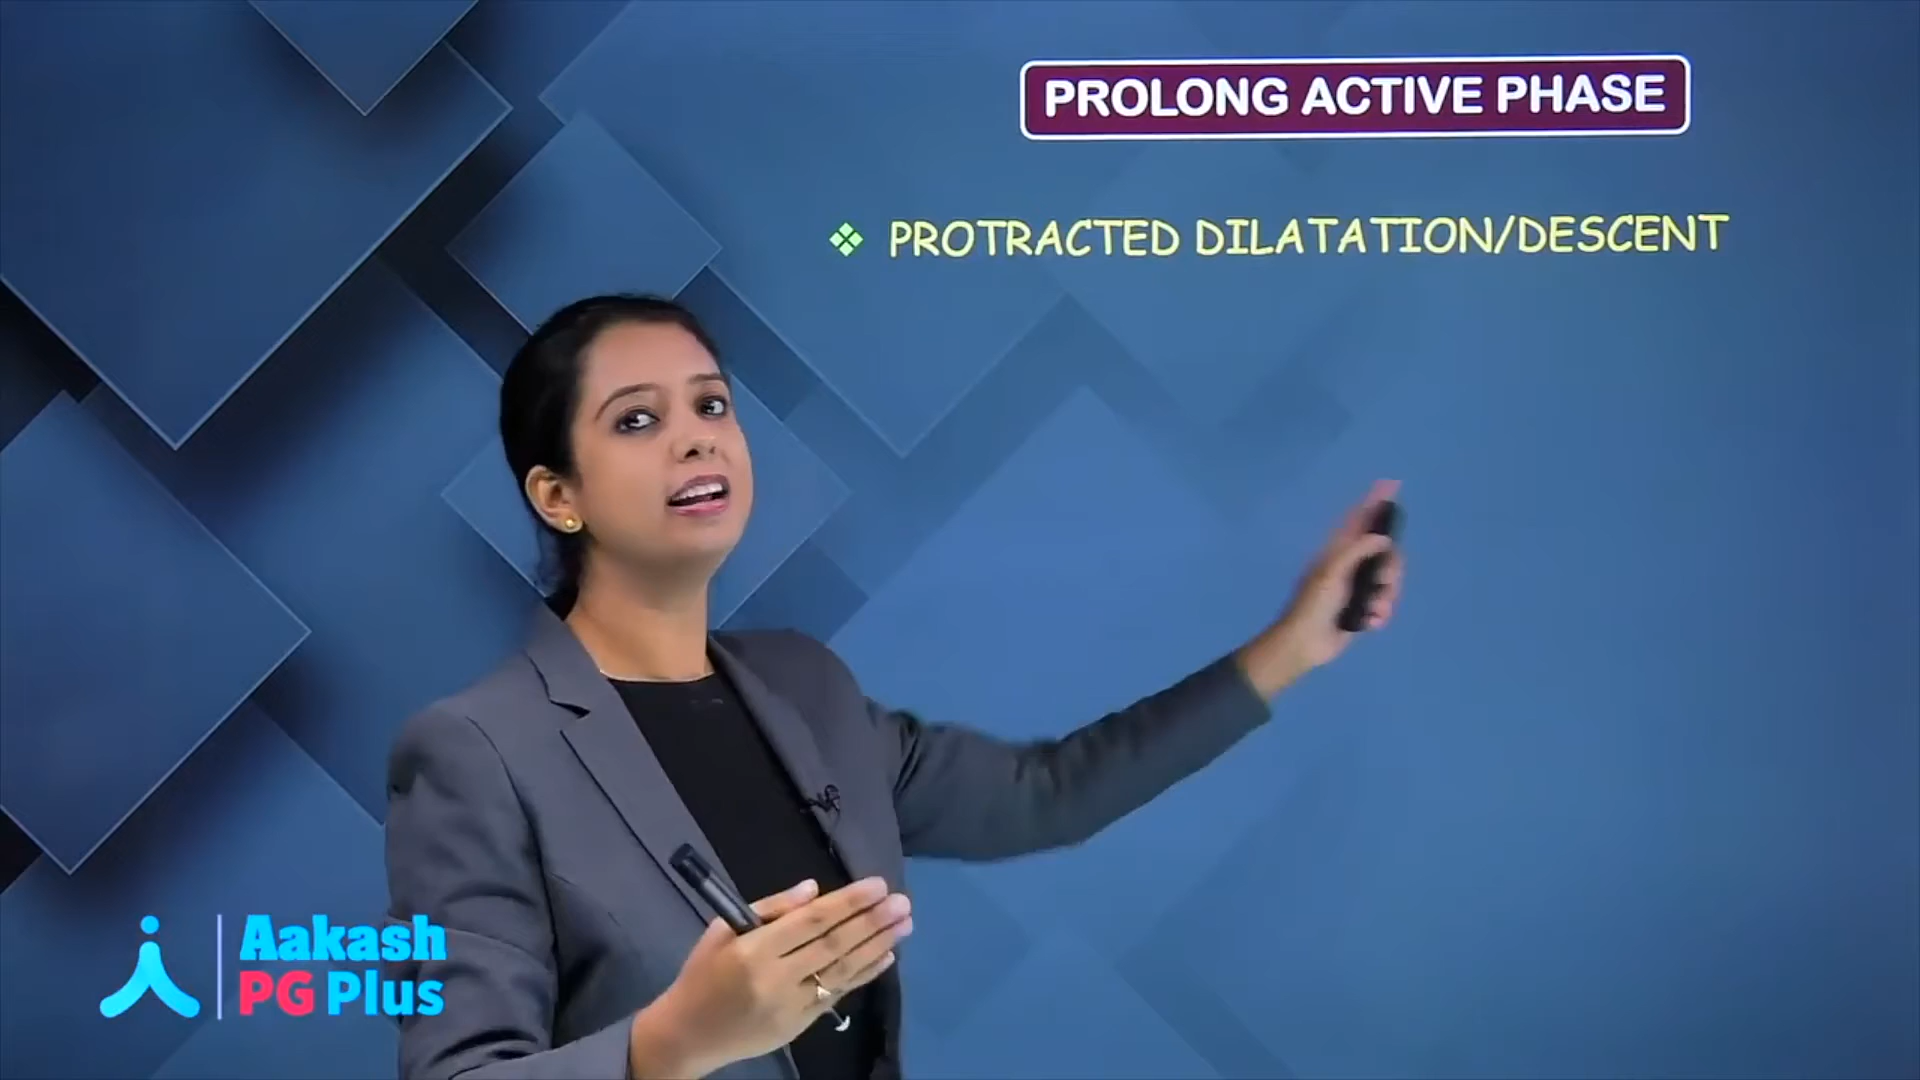 PROLONG ACTIVE PHASE
❖ PROTRACTED DILATATION/DESCENT
Aakash
PG Plus